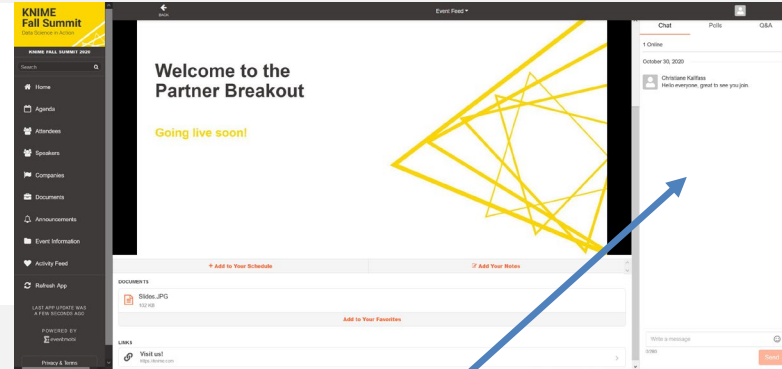 KNIME
Fall Summit
Data Science in Action
KNIME FALL SUMMIT 2020
Search
Home
Agenda
Attendees
Speakers
Companies
Documents
Announcements
Event Information
Activity Feed
Refresh App
LAST APP UPDATE WAS
A FEW SECONDS AGO
POWERED BY
eventmobi
Privacy & Terms
BACK
Event Feed
Welcome to the
Partner Breakout
Going live soon!
+ Add to Your Schedule
Add Your Notes
DOCUMENTS
Slides.JPG
102 KB
Add to Your Favorites
LINKS
Visit us!
https://knime.com
Chat
Polls
Q&A
1 Online
October 30, 2020
Christiane Kalfass
Hello everyone, great to see you join.
Write a message
Send